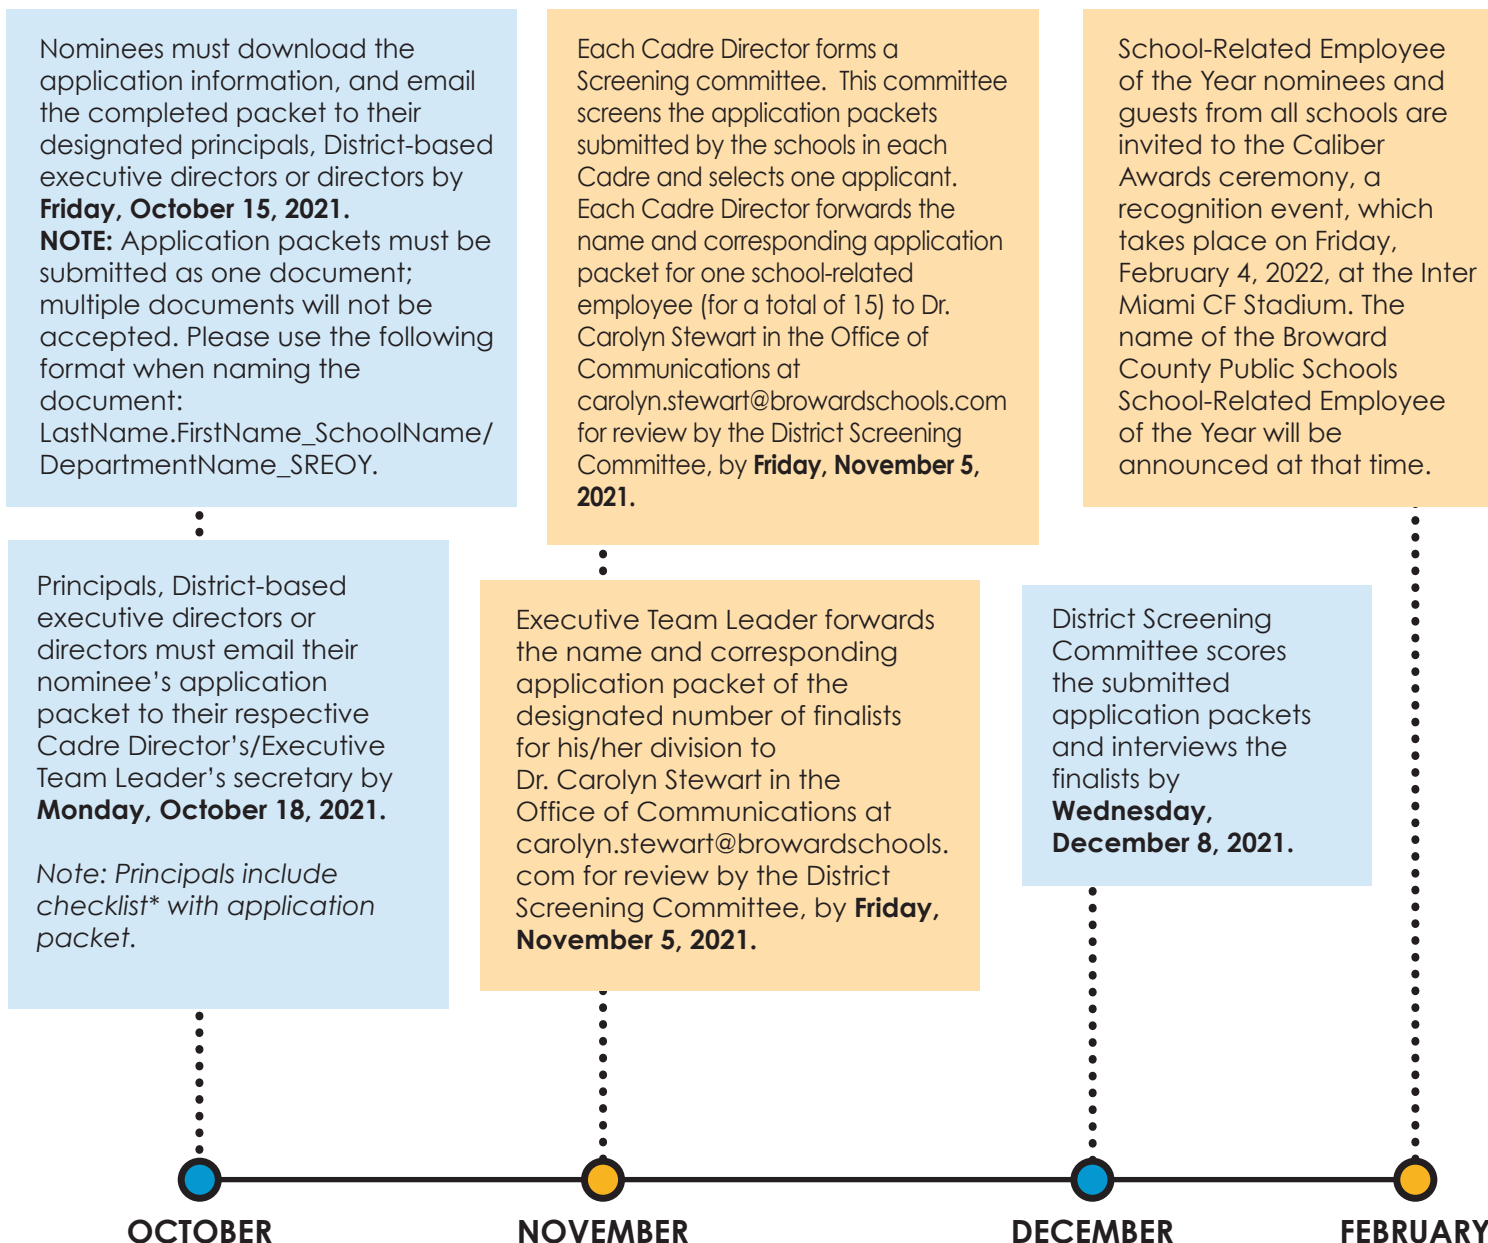 Nominees must download the
application information, and email
the completed packet to their
designated principals, District-based
executive directors or directors by
Friday, October 15, 2021.
NOTE: Application packets must be
submitted as one document;
multiple documents will not be
accepted. Please use the following
format when naming the
document:
LastName.FirstName_SchoolName/
DepartmentName_SREOY.
Principals, District-based
executive directors or
directors must email their
nominee's application
packet to their respective
Cadre Director's/Executive
Team Leader's secretary by
Monday, October 18, 2021.
Note: Principals include
checklist* with application
packet.
Each Cadre Director forms a
Screening committee.  This committee
screens the application packets
submitted by the schools in each
Cadre and selects one applicant.
Each Cadre Director forwards the
name and corresponding application
packet for one school-related
employee (for a total of 15) to Dr.
Carolyn Stewart in the Office of
Communications at
carolyn.stewart@browardschools.com
for review by the District Screening
Committee, by Friday, November 5,
2021.
Executive Team Leader forwards
the name and corresponding
application packet of the
designated number of finalists
for his/her division to
Dr. Carolyn Stewart in the
Office of Communications at
carolyn.stewart@browardschools.
com for review by the District
Screening Committee, by Friday,
November 5, 2021.
District Screening
Committee scores
the submitted
application packets
and interviews the
finalists by
Wednesday,
December 8, 2021.
School-Related Employee
of the Year nominees and
guests from all schools are
invited to the Caliber
Awards ceremony, a
recognition event, which
takes place on Friday,
February 4, 2022, at the Inter
Miami CF Stadium. The
name of the Broward
County Public Schools
School-Related Employee
of the Year will be
announced at that time.
OCTOBER
NOVEMBER
DECEMBER
FEBRUARY